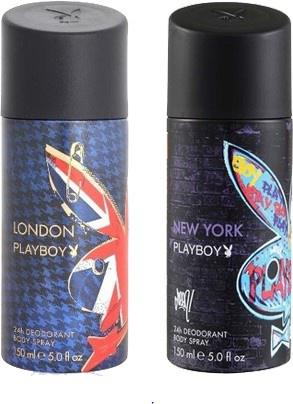 LONDON
PLAYBOY
24h DEODORANT
BODY SPRAY
150 ml e 5.0 fl oz
NEW YORK
PLAYBOY
24h DEODORANT
BODY SPRAY
150 ml e 5.0 fl oz